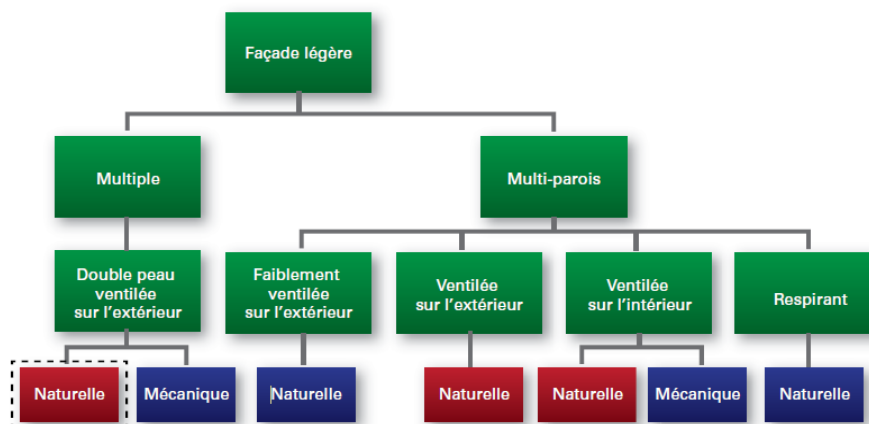 Façade légère
Multiple
Multi-parois
Double peau
ventilée
sur l'extérieur
Faiblement
ventilée
sur l'extérieur
Ventilée
sur l'extérieur
Ventilée
sur l'intérieur
Respirant
Naturelle
Mécanique
Naturelle
Naturelle
Naturelle
Mécanique
Naturelle